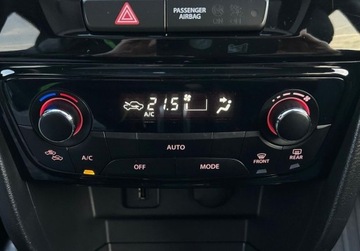 PASSENGER
AIRBAG
21.5
A/C
AUTO
A/C
OFF
MODE
FRONT
REAR